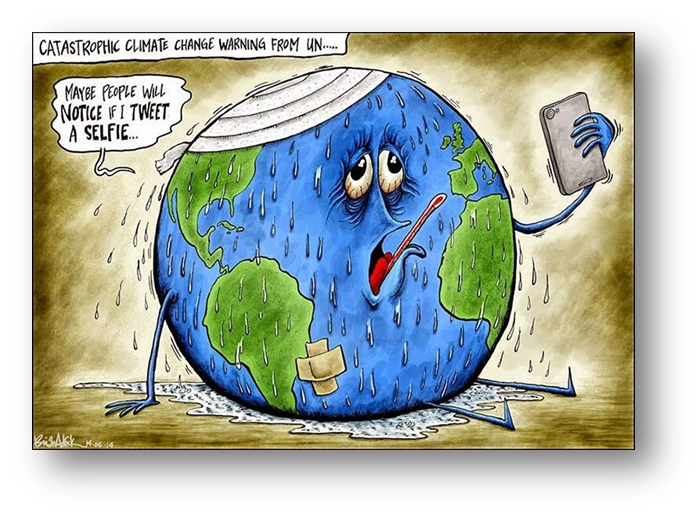 CATASTROPHIC CLIMATE CHANGE WARNING FROM UN.....
MAYBE PEOPLE WILL
NOTICE IF I TWEET
A SELFIE...